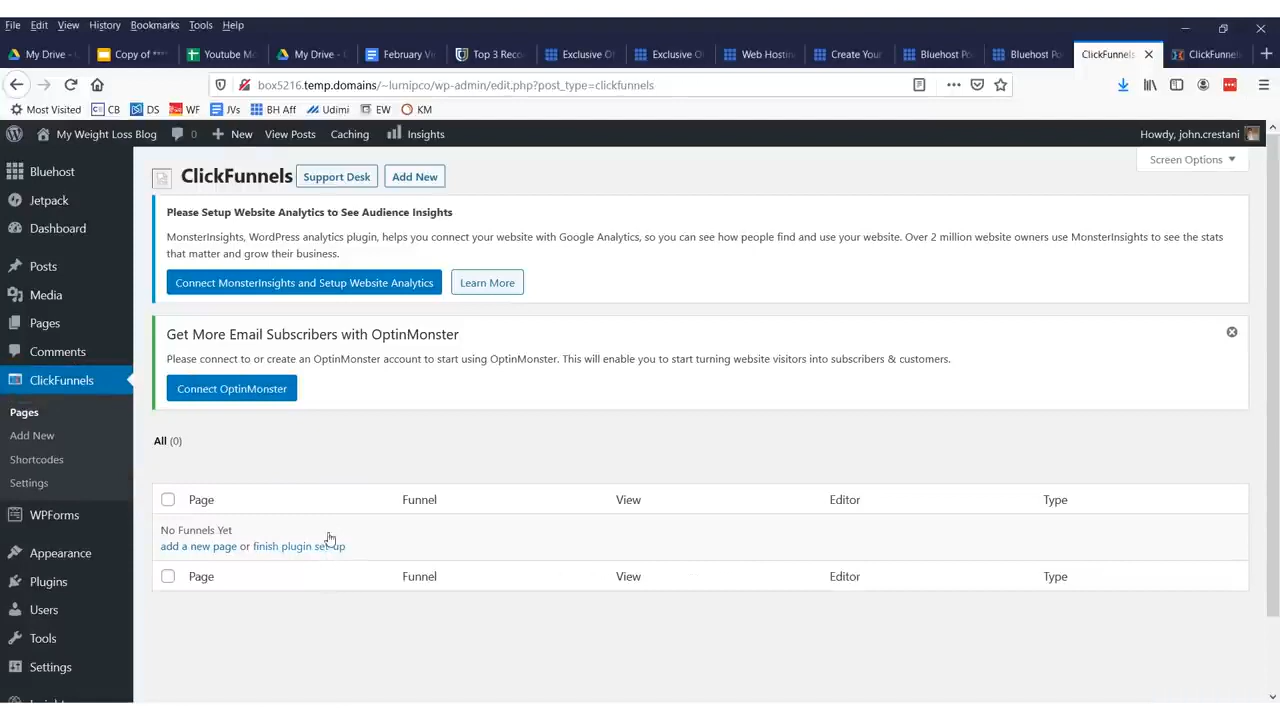 File Edit View History Bookmarks Tools Help
My Drive - Copy of **** Youtube Mo My Drive - February V Top 3 Reco Exclusive O Exclusive O Web Hostin Create Your Bluehost Po Bluehost Po ClickFunnels ClickFunnels
box5216.temp.domains/~lumipco/wp-admin/edit.php?post_type=clickfunnels
Most Visited CB DS WF JVs BH Aff Udimi EW KM
My Weight Loss Blog 0 New View Posts Caching Insights Howdy, john.crestani
Screen Options
Bluehost
Jetpack
Dashboard
Posts
Media
Pages
Comments
ClickFunnels
Pages
Add New
Shortcodes
Settings
WPForms
Appearance
Plugins
Users
Tools
Settings
ClickFunnels Support Desk Add New
Please Setup Website Analytics to See Audience Insights
MonsterInsights, WordPress analytics plugin, helps you connect your website with Google Analytics, so you can see how people find and use your website. Over 2 million website owners use MonsterInsights to see the stats
that matter and grow their business.
Connect MonsterInsights and Setup Website Analytics Learn More
Get More Email Subscribers with OptinMonster
Please connect to or create an OptinMonster account to start using OptinMonster. This will enable you to start turning website visitors into subscribers & customers.
Connect OptinMonster
All (0)
Page Funnel View Editor Type
No Funnels Yet
add a new page or finish plugin set-up
Page Funnel View Editor Type